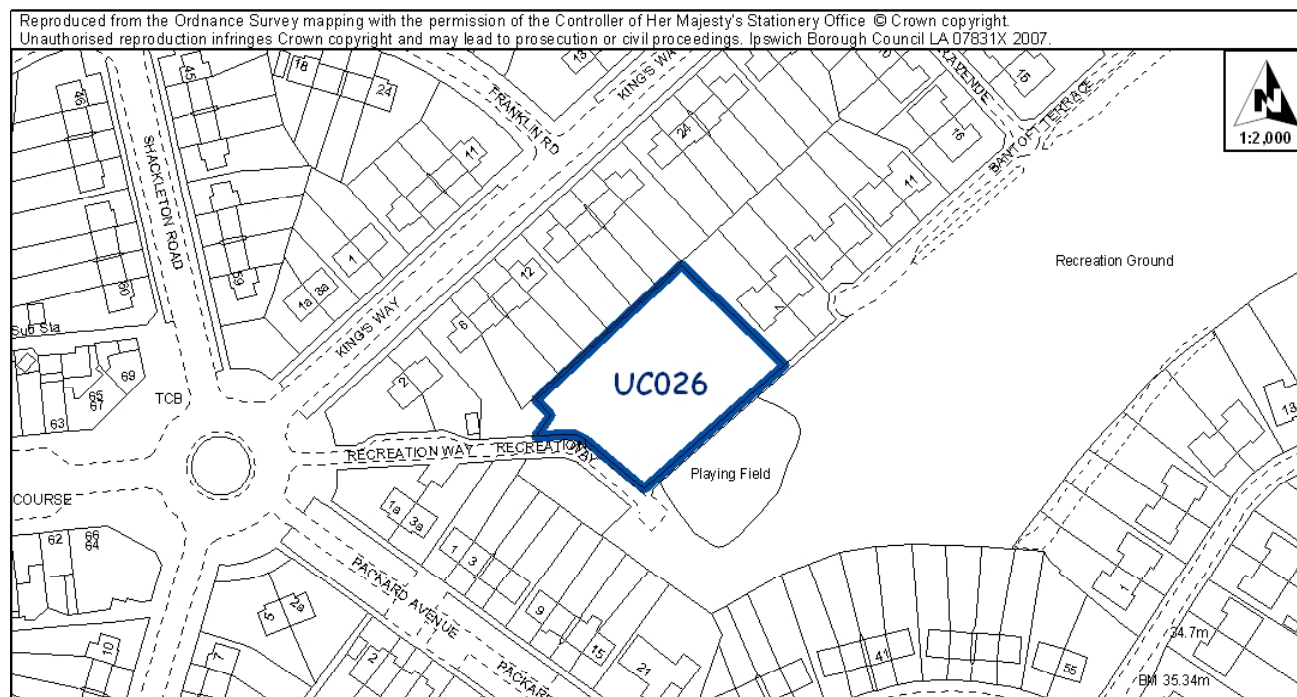 Reproduced from the Ordnance Survey mapping with the permission of the Controller of Her Majesty's Stationery Office © Crown copyright.
Unauthorised reproduction infringes Crown copyright and may lead to prosecution or civil proceedings. Ipswich Borough Council LA 07831X 2007.
N
1:2,000
18
45
46
24
13
KING'S WAY
FRANKLIN RD
15
BANTOFT TERRACE
16
24
11
11
SHACKLETON ROAD
1
1a
3a
59
60
12
Recreation Ground
Sub Sta
KING'S WAY
6
2
UC026
69
65
67
63
TCB
RECREATION WAY
Playing Field
COURSE
1a
3a
62
66
64
1
3
PACKARD AVENUE
9
15
21
5
2a
10
7
2
41
55
1
34.7m
BM 35.34m